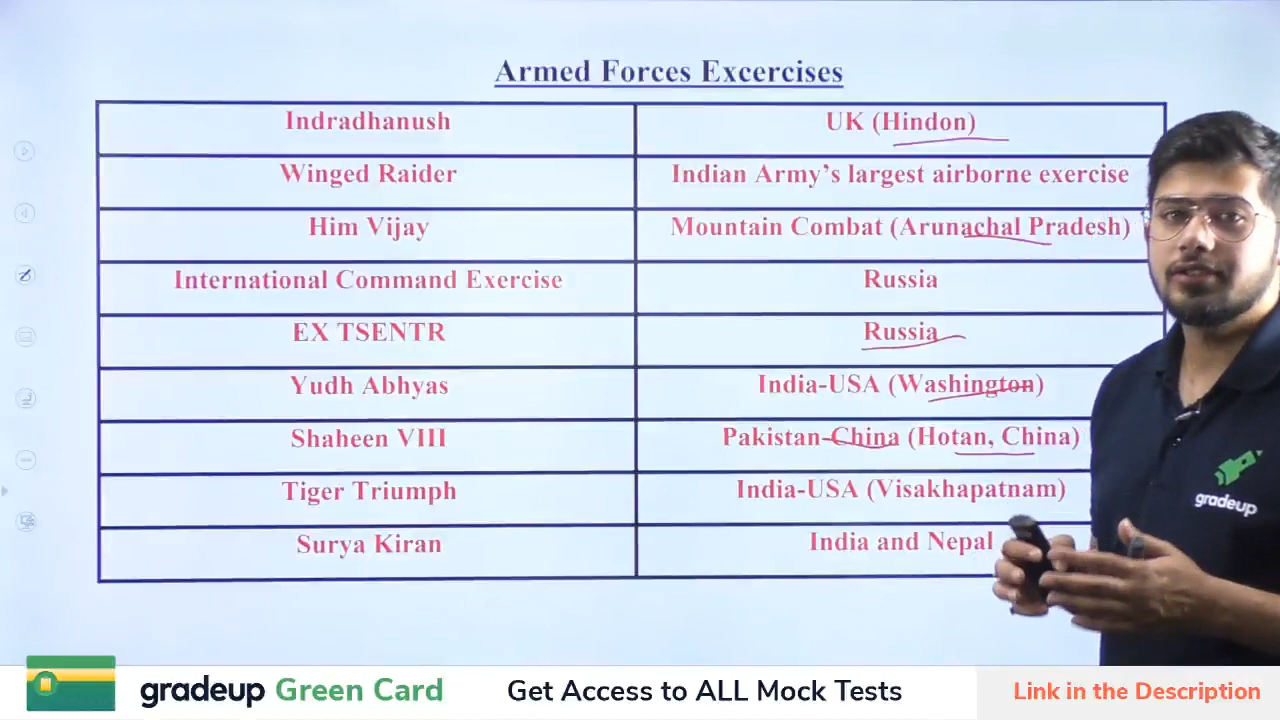 Armed Forces Excercises
Indradhanush UK (Hindon)
Winged Raider Indian Army's largest airborne exercise
Him Vijay Mountain Combat (Arunachal Pradesh)
International Command Exercise Russia
EX TSENTR Russia
Yudh Abhyas India-USA (Washington)
Shaheen VIII Pakistan-China (Hotan, China)
Tiger Triumph India-USA (Visakhapatnam)
Surya Kiran India and Nepal
gradeup
gradeup Green Card Get Access to ALL Mock Tests Link in the Description